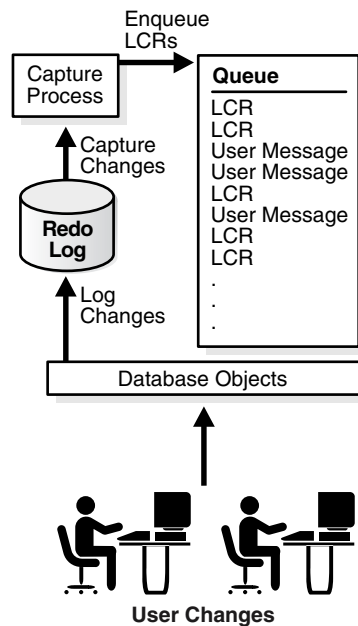 Enqueue
LCRs
Capture
Process
Queue
LCR
LCR
User Message
User Message
LCR
User Message
LCR
LCR
.
.
.
Capture
Changes
Redo
Log
Log
Changes
Database Objects
User Changes